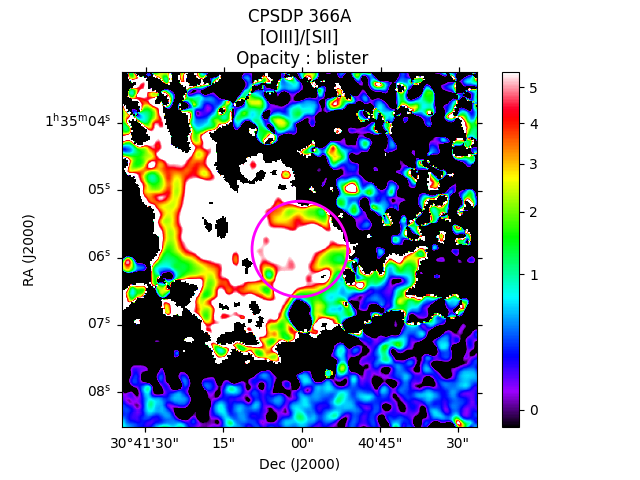 CPSDP 366A
[OIII]/[SII]
Opacity : blister
1ʰ35ᵐ04ˢ
05ˢ
06ˢ
07ˢ
08ˢ
RA (J2000)
30°41'30"
15"
00"
40'45"
30"
Dec (J2000)
5
4
3
2
1
0